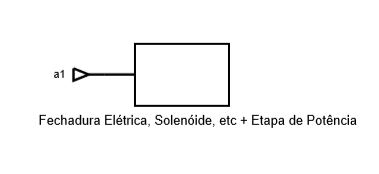 a1
Fechadura Elétrica, Solenóide, etc + Etapa de Potência